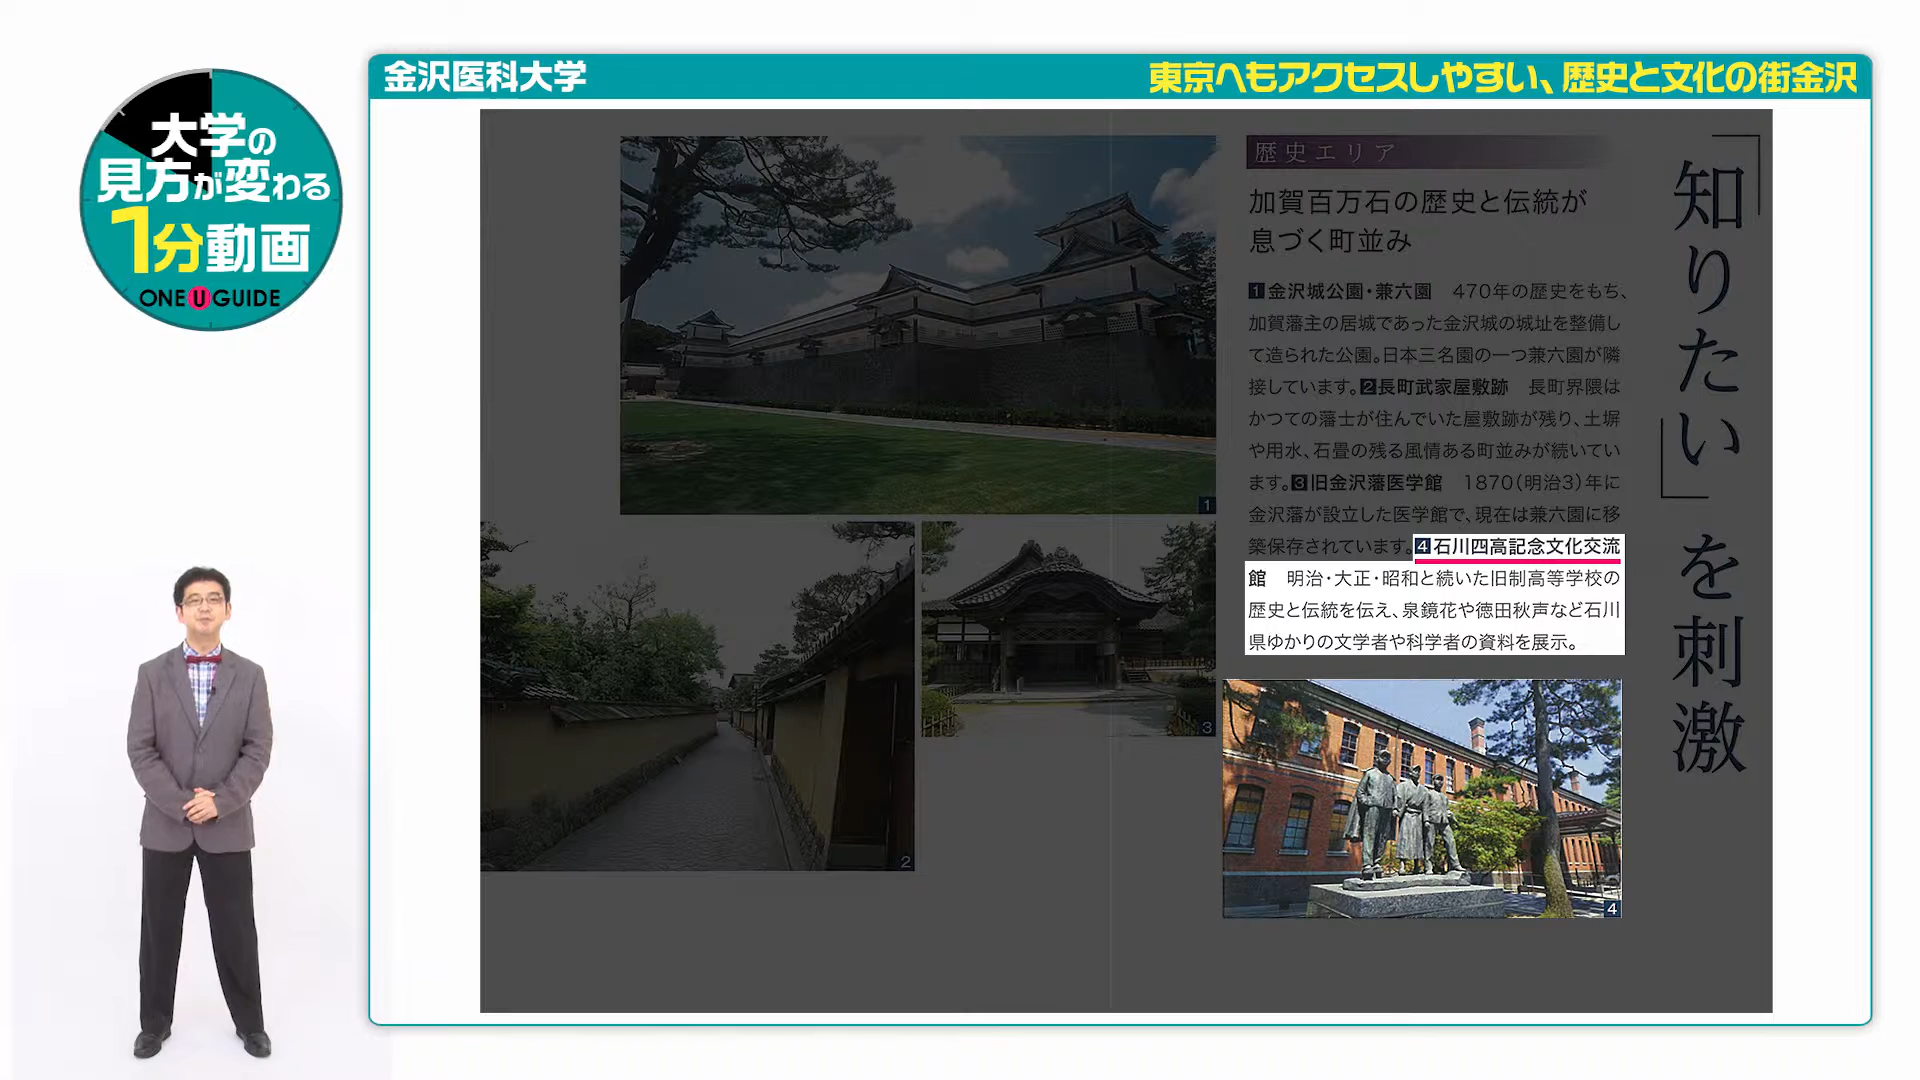 大学の
見方が変わる
1分動画
ONE U GUIDE
金沢医科大学
東京へもアクセスしやすい、歴史と文化の街金沢
「知りたい」を刺激
歴史エリア
加賀百万石の歴史と伝統が
息づく町並み
1金沢城公園・兼六園　470年の歴史をもち、
加賀藩主の居城であった金沢城の城址を整備し
て造られた公園。日本三名園の一つ兼六園が隣
接しています。2長町武家屋敷跡　長町界隈は
かつての藩士が住んでいた屋敷跡が残り、土塀
や用水、石畳の残る風情ある町並みが続いてい
ます。3旧金沢藩医学館　1870（明治3）年に
金沢藩が設立した医学館で、現在は兼六園に移
築保存されています。4石川四高記念文化交流
館　明治・大正・昭和と続いた旧制高等学校の
歴史と伝統を伝え、泉鏡花や徳田秋声など石川
県ゆかりの文学者や科学者の資料を展示。
1
2
3
4